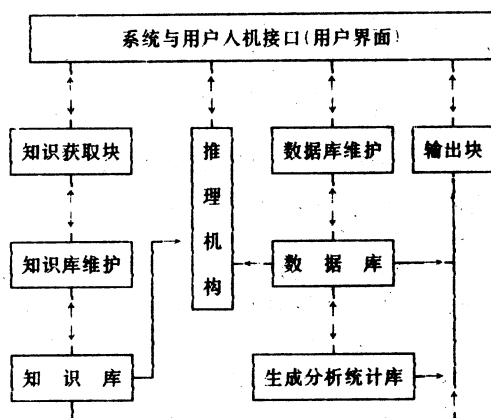 系统与用户人机接口(用户界面)
知识获取块
推理机构
数据库维护
输出块
知识库维护
数据库
知识库
生成分析统计库